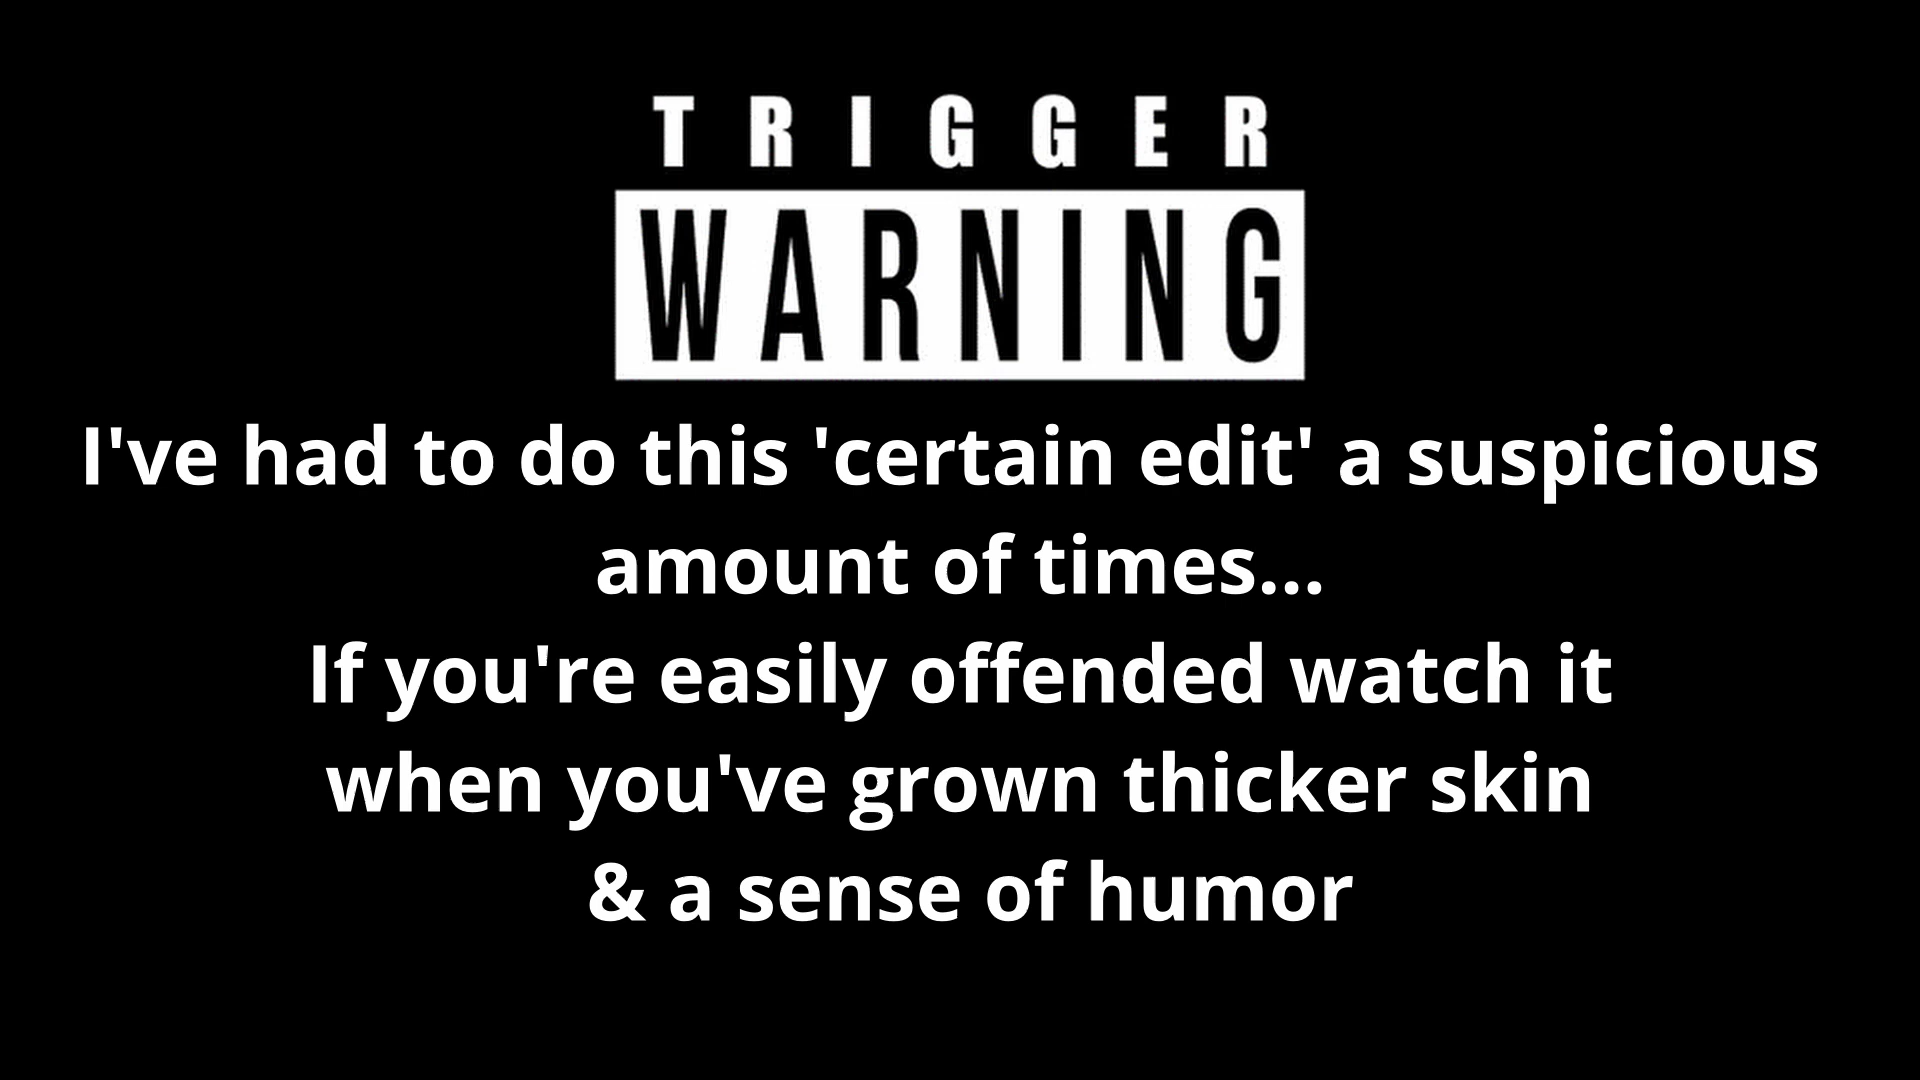 TRIGGER
WARNING
I've had to do this 'certain edit' a suspicious
amount of times...
If you're easily offended watch it
when you've grown thicker skin
& a sense of humor